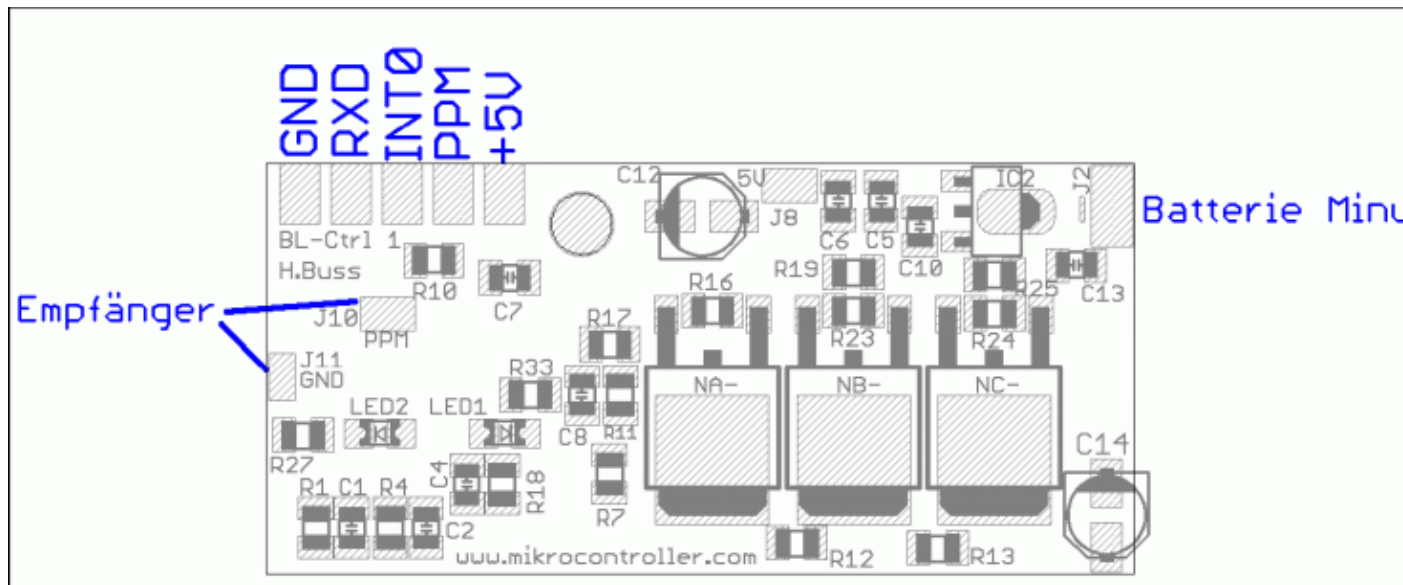 GND
RXD
INT0
PPM
+5V
C12
5V
J8
C6
C5
C10
IC2
J2
Batterie Minu
BL-Ctrl 1
H.Buss
R10
C7
R19
R25
C13
Empfänger
J10
PPM
R16
R17
R23
R24
J11
GND
R33
NA-
NB-
NC-
LED2
LED1
C8
R11
R27
C14
C4
R18
R1
C1
R4
C2
R7
www.mikrocontroller.com
R12
R13